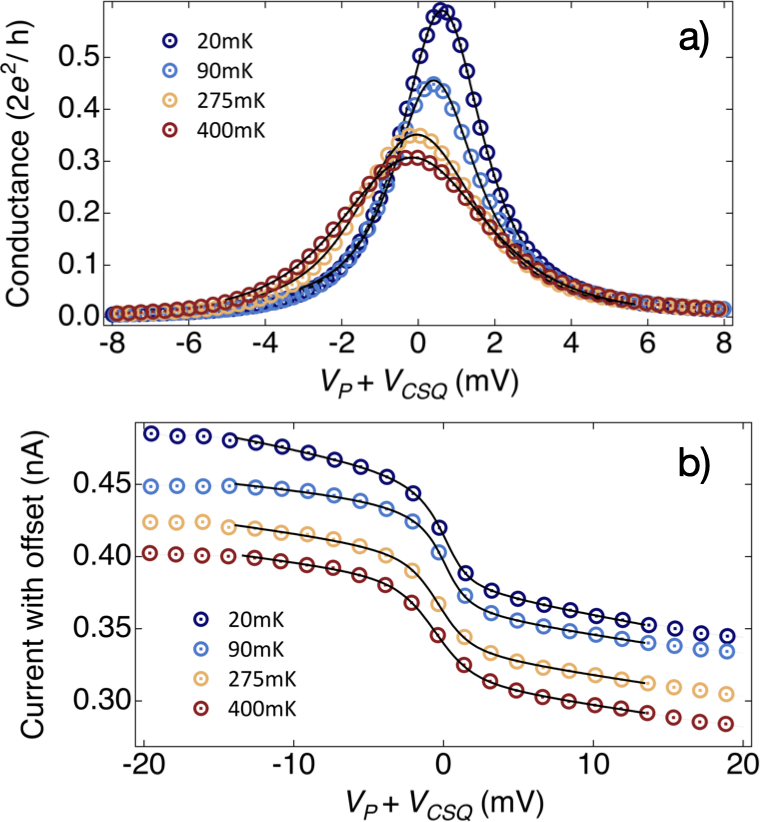 a)
20mK
90mK
275mK
400mK
Conductance (2e²/ h)
0.5
0.4
0.3
0.2
0.1
0.0
-8 -6 -4 -2 0 2 4 6 8
V_P + V_CSQ (mV)
b)
Current with offset (nA)
0.45
0.40
0.35
0.30
20mK
90mK
275mK
400mK
-20 -10 0 10 20
V_P + V_CSQ (mV)